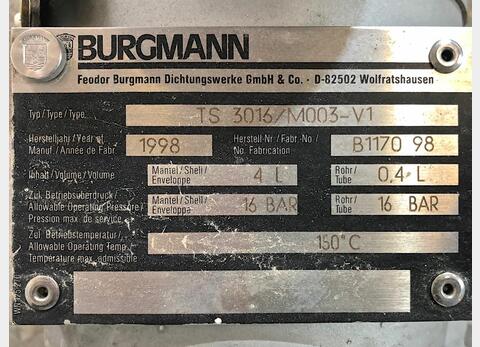 BURGMANN
Feodor Burgmann Dichtungswerke GmbH & Co. · D-82502 Wolfratshausen
Typ/Type/Type TS 3016/M003-V1
Herstelljahr/Year of Manuf./Année de Fabr. 1998 Herstell-Nr/Fabr.-No/No. Fabrication B1170 98
Inhalt/Volume/Volume Mantel/Shell/Enveloppe 4 L Rohr/Tube 0,4 L
Zul. Betriebsüberdruck/Allowable Operating Pressure/Pression max. de service Mantel/Shell/Enveloppe 16 BAR Rohr/Tube 16 BAR
Zul. Betriebstemperatur/Allowable Operating Temp./Temperature max. admissible 150°C